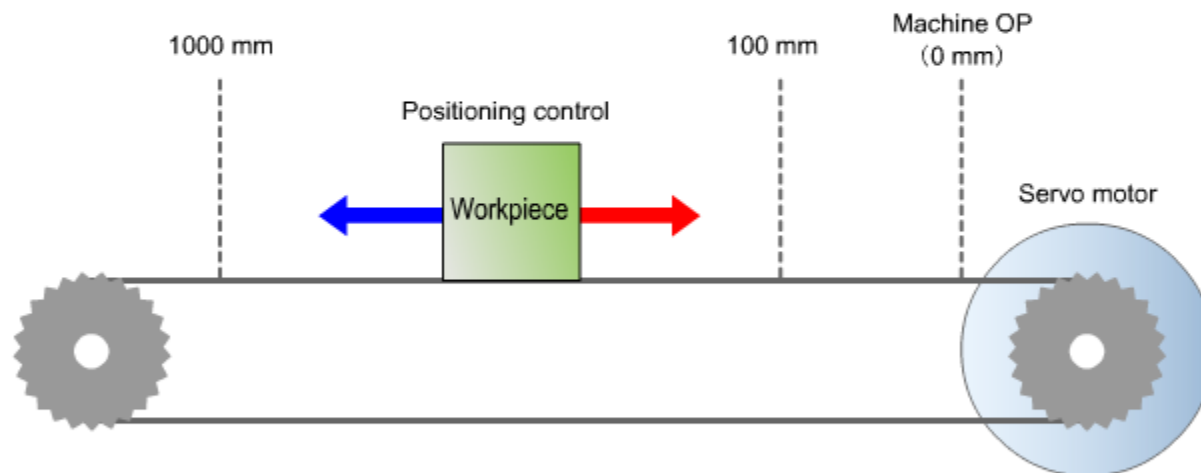 1000 mm
100 mm
Machine OP
（0 mm）
Positioning control
Workpiece
Servo motor